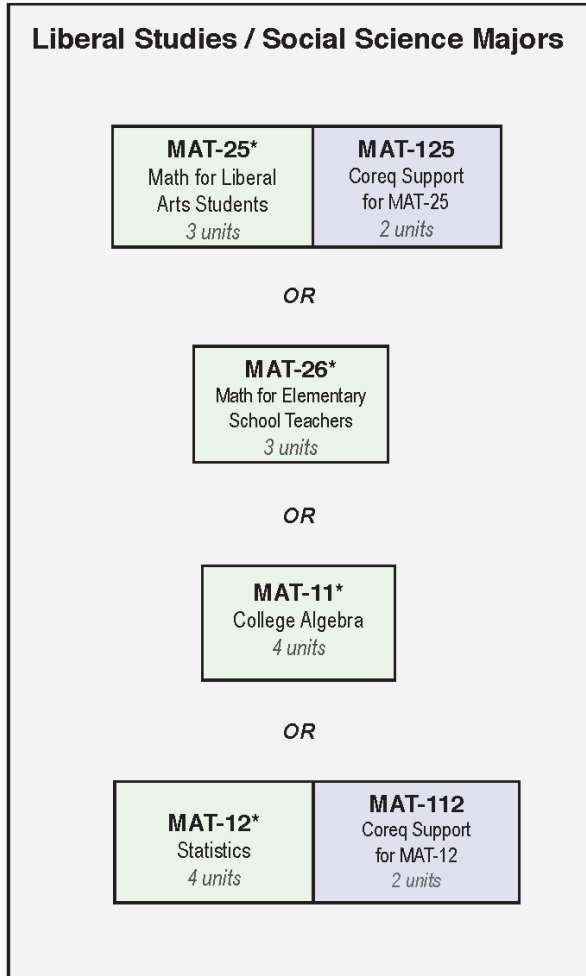 Liberal Studies / Social Science Majors
MAT-25*
Math for Liberal
Arts Students
3 units
MAT-125
Coreq Support
for MAT-25
2 units
OR
MAT-26*
Math for Elementary
School Teachers
3 units
OR
MAT-11*
College Algebra
4 units
OR
MAT-12*
Statistics
4 units
MAT-112
Coreq Support
for MAT-12
2 units